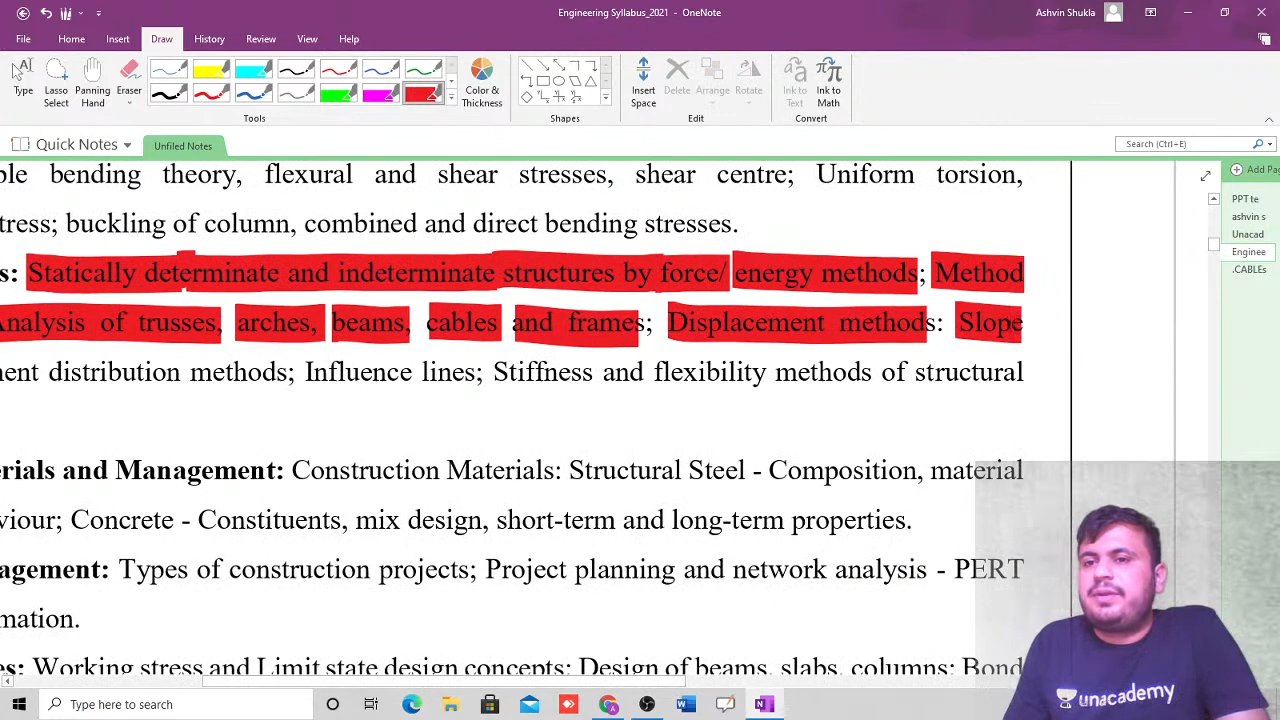 Engineering Syllabus_2021 - OneNote
Ashvin Shukla
File Home Insert Draw History Review View Help
Type Lasso Select Panning Hand Eraser Color & Thickness Insert Space Delete Arrange Rotate Ink to Text Ink to Math
Tools Shapes Edit Convert
Quick Notes Unfiled Notes Search (Ctrl+E)
Add Pag
PPT te
ashvin s
Unacad
Enginee
.CABLEs
ble bending theory, flexural and shear stresses, shear centre; Uniform torsion,
tress; buckling of column, combined and direct bending stresses.
s: Statically determinate and indeterminate structures by force/ energy methods; Method
Analysis of trusses, arches, beams, cables and frames; Displacement methods: Slope
ment distribution methods; Influence lines; Stiffness and flexibility methods of structural
erials and Management: Construction Materials: Structural Steel - Composition, material
viour; Concrete - Constituents, mix design, short-term and long-term properties.
agement: Types of construction projects; Project planning and network analysis - PERT
mation.
es: Working stress and Limit state design concepts; Design of beams, slabs, columns; Bond
unacademy
Type here to search